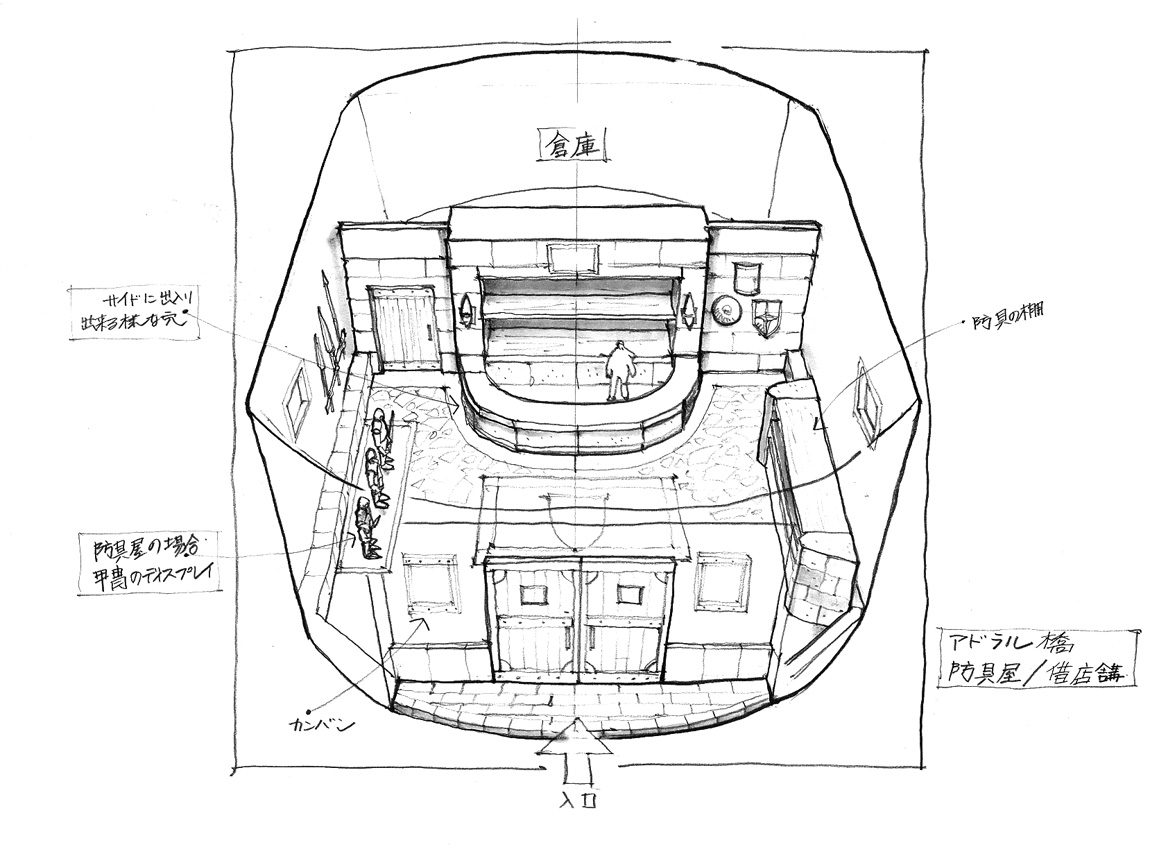 倉庫
サイドに出入り
出来る様な穴
防具の棚
防具屋の場合
甲冑のディスプレイ
アドラル橋
防具屋/借店舗
カンバン
入口